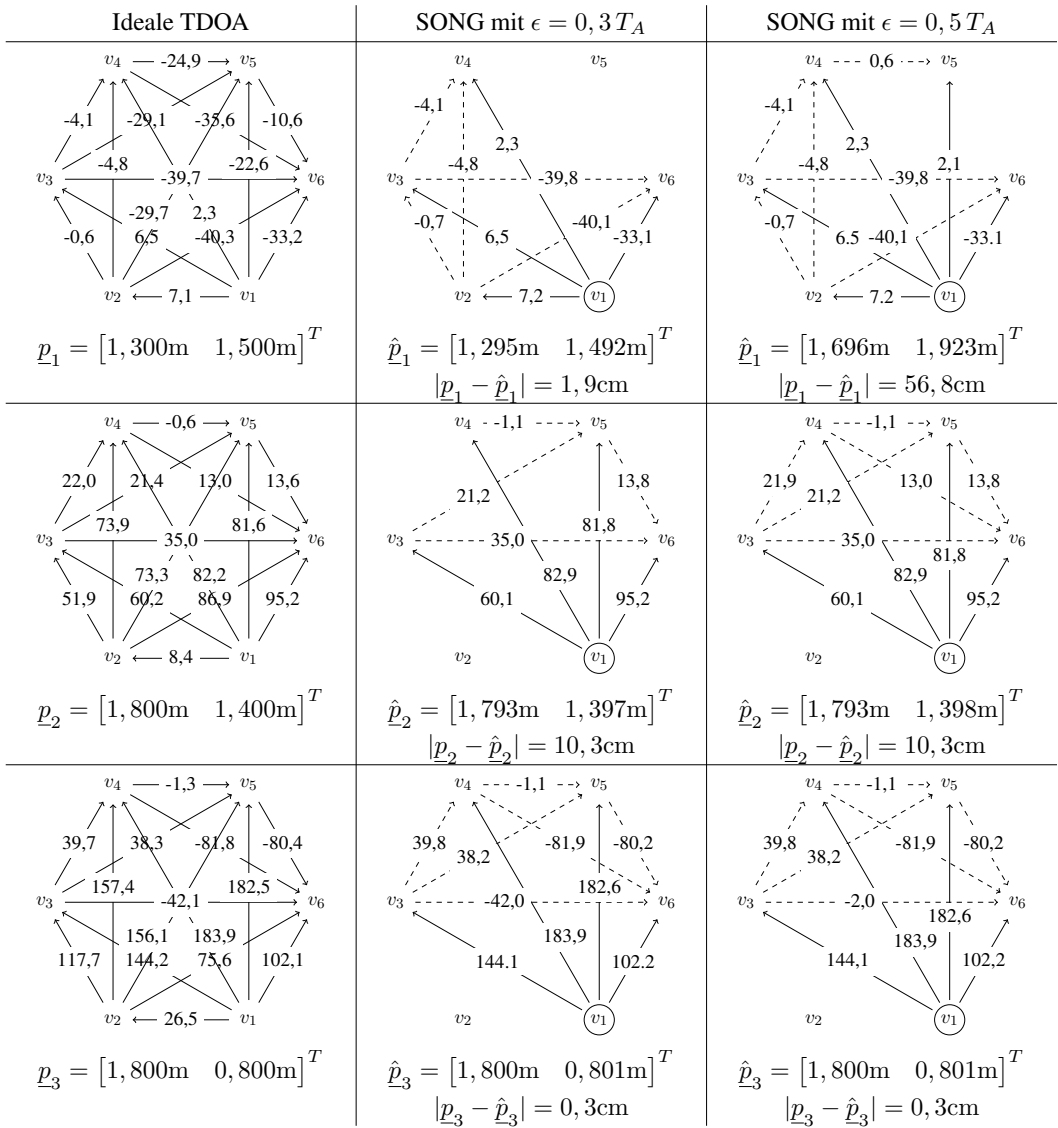 Ideale TDOA SONG mit ϵ = 0, 3 T_A SONG mit ϵ = 0, 5 T_A
v4 -24,9 v5
-4,1 -29,1 -35,6 -10,6
-4,8 -22,6
v3 -39,7 v6
-29,7 2,3
-0,6 6,5 -40,3 -33,2
v2 7,1 v1
p_1 = [1, 300m 1, 500m]^T
v4 v5
-4,1
2,3
-4,8
v3 -39,8 v6
-40,1
-0,7 6,5 -33,1
v2 7,2 v1
p̂_1 = [1, 295m 1, 492m]^T
|p_1 − p̂_1| = 1, 9cm
v4 0,6 v5
-4,1
2,3
-4,8 2,1
v3 -39,8 v6
-0,7 6.5 -40,1 -33.1
v2 7.2 v1
p̂_1 = [1, 696m 1, 923m]^T
|p_1 − p̂_1| = 56, 8cm
v4 -0,6 v5
22,0 21,4 13,0 13,6
73,9 81,6
v3 35,0 v6
73,3 82,2
51,9 60,2 86,9 95,2
v2 8,4 v1
p_2 = [1, 800m 1, 400m]^T
v4 -1,1 v5
21,2 13,8
81,8
v3 35,0 v6
82,9
60,1 95,2
v2 v1
p̂_2 = [1, 793m 1, 397m]^T
|p_2 − p̂_2| = 10, 3cm
v4 -1,1 v5
21,9 21,2 13,0 13,8
v3 35,0 v6
81,8
82,9
60,1 95,2
v2 v1
p̂_2 = [1, 793m 1, 398m]^T
|p_2 − p̂_2| = 10, 3cm
v4 -1,3 v5
39,7 38,3 -81,8 -80,4
157,4 182,5
v3 -42,1 v6
156,1 183,9
117,7 144,2 75,6 102,1
v2 26,5 v1
p_3 = [1, 800m 0, 800m]^T
v4 -1,1 v5
39,8 38,2 -81,9 -80,2
182,6
v3 -42,0 v6
183,9
144.1 102.2
v2 v1
p̂_3 = [1, 800m 0, 801m]^T
|p_3 − p̂_3| = 0, 3cm
v4 -1,1 v5
39,8 38,2 -81,9 -80,2
v3 -2,0 v6
182,6
183,9
144,1 102,2
v2 v1
p̂_3 = [1, 800m 0, 801m]^T
|p_3 − p̂_3| = 0, 3cm